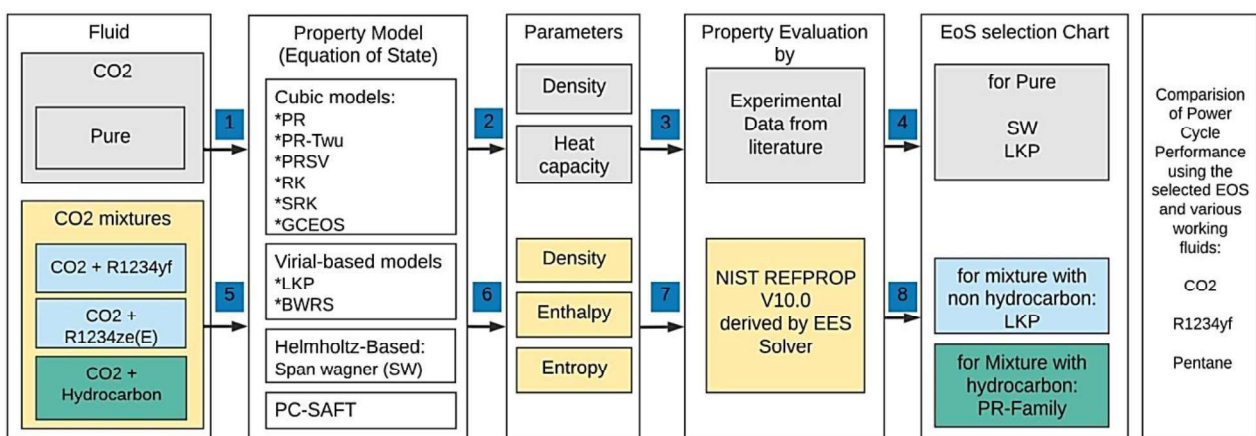 Fluid
CO2
Pure
CO2 mixtures
CO2 + R1234yf
CO2 +
R1234ze(E)
CO2 +
Hydrocarbon
1
5
Property Model
(Equation of State)
Cubic models:
*PR
*PR-Twu
*PRSV
*RK
*SRK
*GCEOS
Virial-based models
*LKP
*BWRS
Helmholtz-Based:
Span wagner (SW)
PC-SAFT
2
6
Parameters
Density
Heat
capacity
Density
Enthalpy
Entropy
3
7
Property Evaluation
by
Experimental
Data from
literature
NIST REFPROP
V10.0
derived by EES
Solver
4
8
EoS selection Chart
for Pure
SW
LKP
for mixture with
non hydrocarbon:
LKP
for Mixture with
hydrocarbon:
PR-Family
Comparision
of Power
Cycle
Performance
using the
selected EOS
and various
working
fluids:
CO2
R1234yf
Pentane